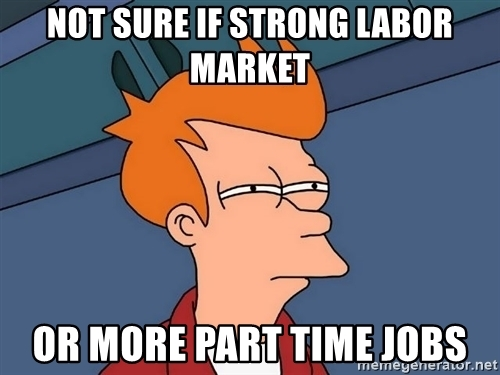 NOT SURE IF STRONG LABOR
MARKET
OR MORE PART TIME JOBS
memegenerator.net